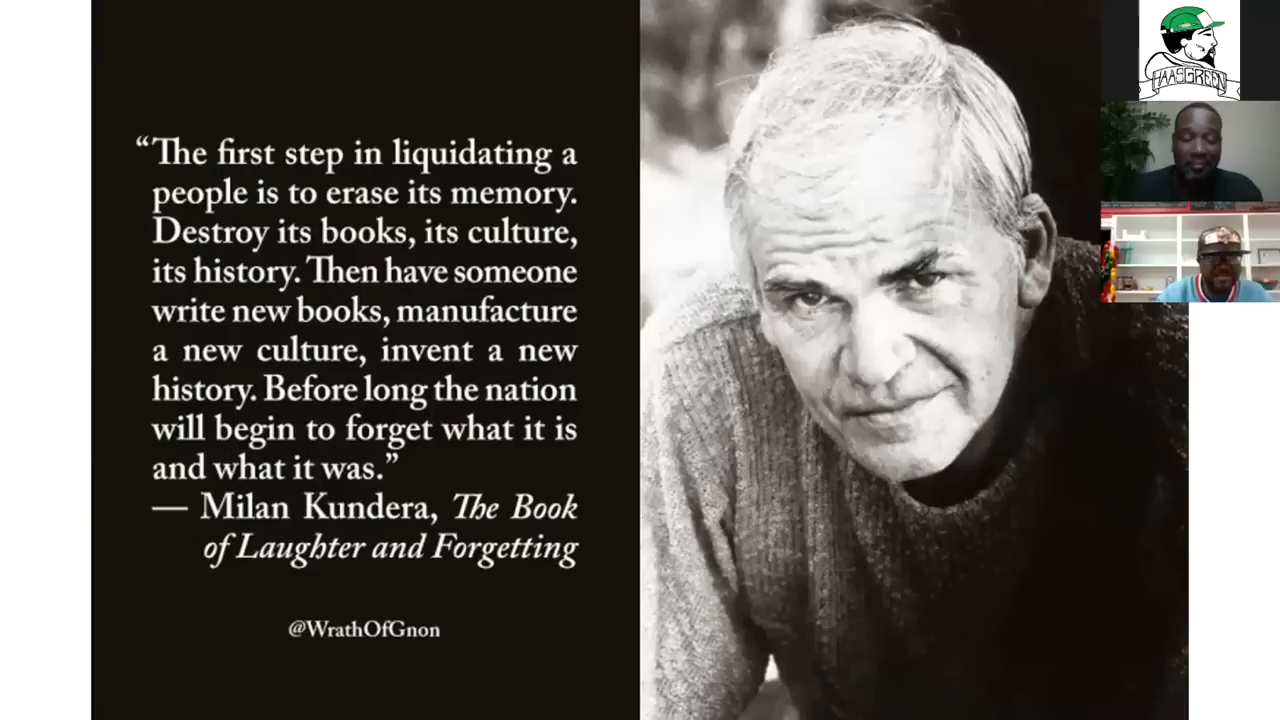 “The first step in liquidating a
people is to erase its memory.
Destroy its books, its culture,
its history. Then have someone
write new books, manufacture
a new culture, invent a new
history. Before long the nation
will begin to forget what it is
and what it was.”
— Milan Kundera, The Book
of Laughter and Forgetting
@WrathOfGnon
HAASGREEN